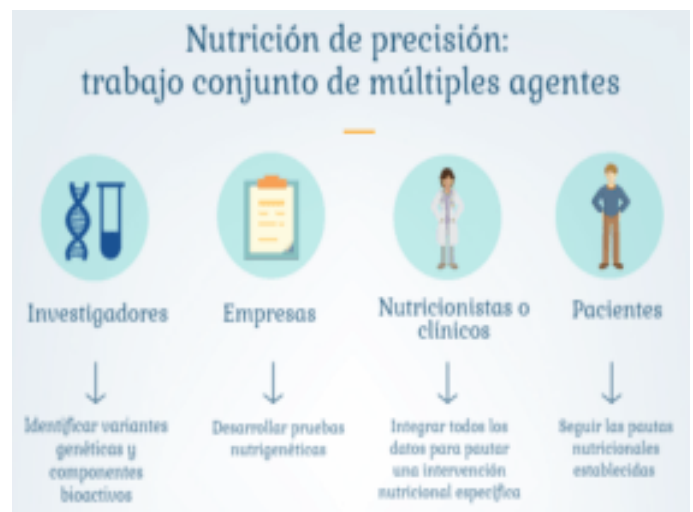 Nutrición de precisión:
trabajo conjunto de múltiples agentes
Investigadores
Empresas
Nutricionistas o
clínicos
Pacientes
Identificar variantes
genéticas y
componentes
bioactivos
Desarrollar pruebas
nutrigenéticas
Integrar todos los
datos para pautar
una intervención
nutricional específica
Seguir las pautas
nutricionales
establecidas